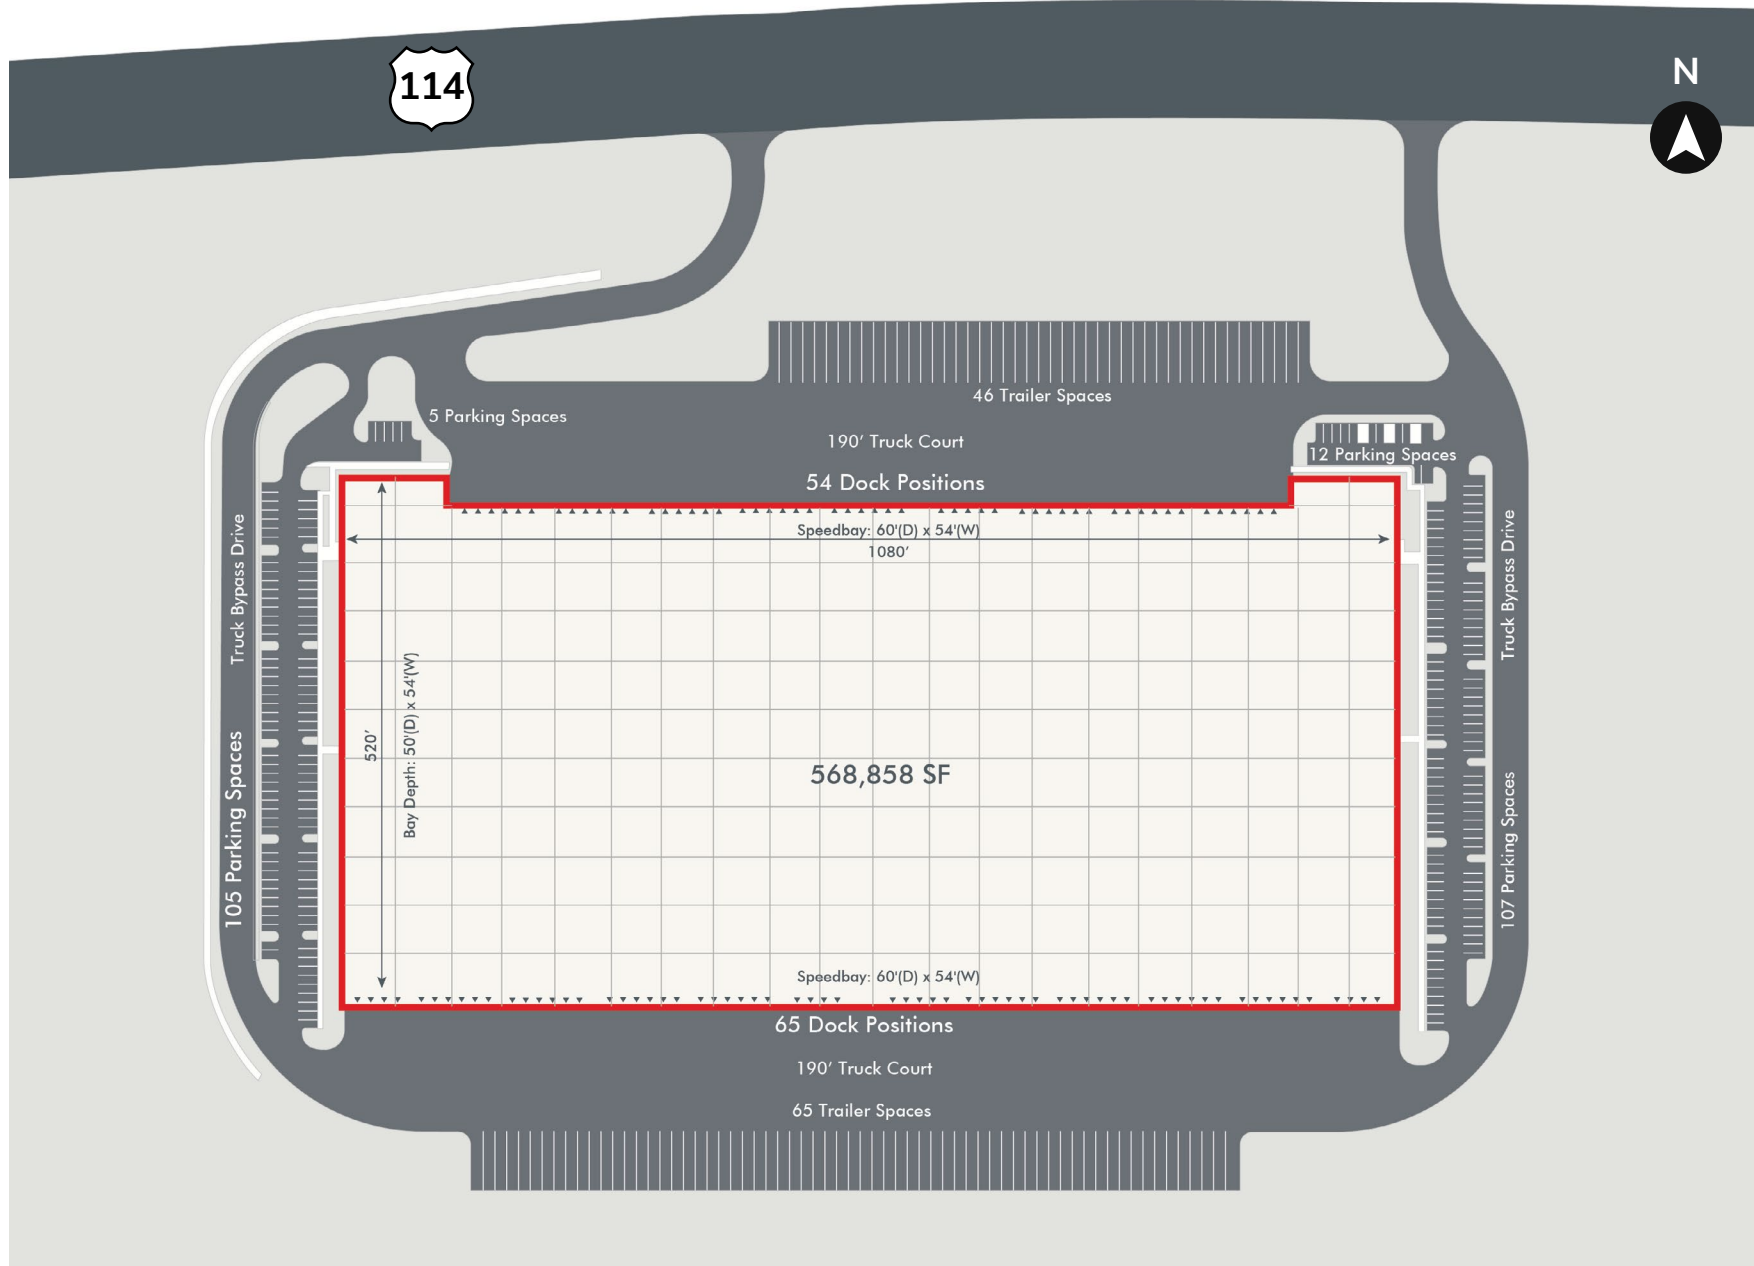 114
N
46 Trailer Spaces
5 Parking Spaces
190’ Truck Court
12 Parking Spaces
54 Dock Positions
Speedbay: 60'(D) x 54'(W)
1080’
Truck Bypass Drive
105 Parking Spaces
520’
Bay Depth: 50'(D) x 54'(W)
568,858 SF
Truck Bypass Drive
107 Parking Spaces
Speedbay: 60'(D) x 54'(W)
65 Dock Positions
190’ Truck Court
65 Trailer Spaces